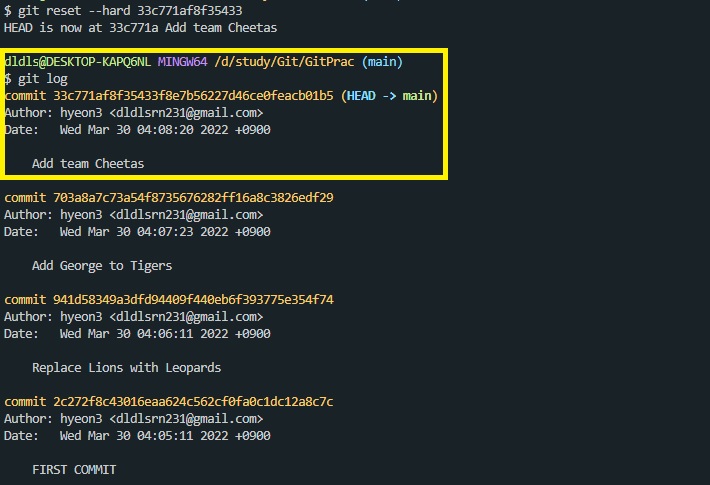 $ git reset --hard 33c771af8f35433
HEAD is now at 33c771a Add team Cheetas
dldls@DESKTOP-KAPQ6NL MINGW64 /d/study/Git/GitPrac (main)
$ git log
commit 33c771af8f35433f8e7b56227d46ce0feacb01b5 (HEAD -> main)
Author: hyeon3 <dldlsrn231@gmail.com>
Date:   Wed Mar 30 04:08:20 2022 +0900
    Add team Cheetas
commit 703a8a7c73a54f8735676282ff16a8c3826edf29
Author: hyeon3 <dldlsrn231@gmail.com>
Date:   Wed Mar 30 04:07:23 2022 +0900
    Add George to Tigers
commit 941d58349a3dfd94409f440eb6f393775e354f74
Author: hyeon3 <dldlsrn231@gmail.com>
Date:   Wed Mar 30 04:06:11 2022 +0900
    Replace Lions with Leopards
commit 2c272f8c43016eaa624c562cf0fa0c1dc12a8c7c
Author: hyeon3 <dldlsrn231@gmail.com>
Date:   Wed Mar 30 04:05:11 2022 +0900
    FIRST COMMIT